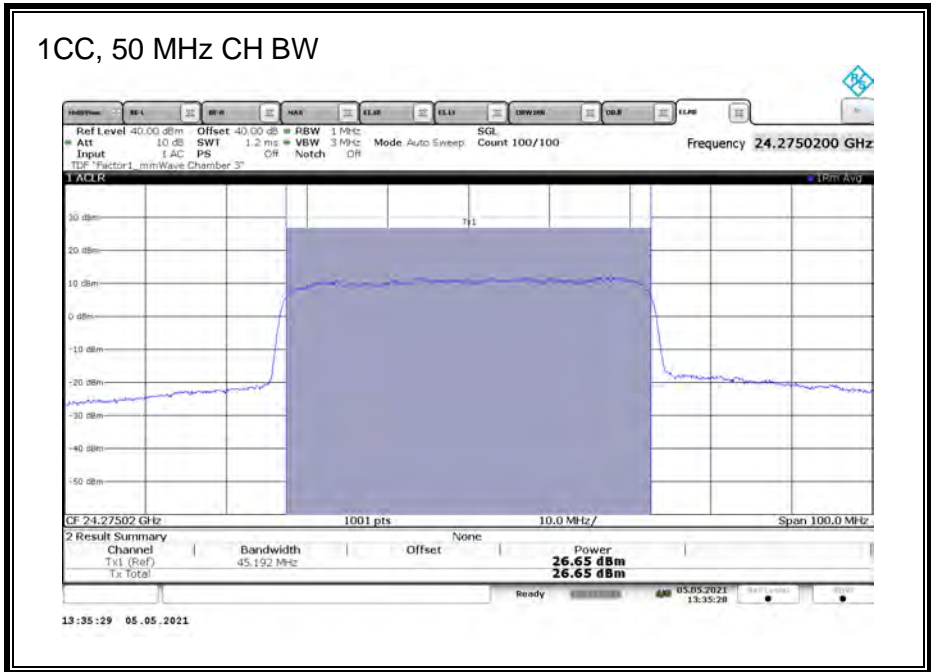 1CC, 50 MHz CH BW
Ref Level 40.00 dBm Offset 40.00 dB RBW 1 MHz SGL
Att 10 dB SWT 1.2 ms VBW 3 MHz Mode Auto Sweep Count 100/100 Frequency 24.2750200 GHz
Input 1 AC PS Off Notch Off
TDF "Factor1_mmWave Chamber 3"
1 ACLR 1Rm Avg
Tx1
30 dBm
20 dBm
10 dBm
0 dBm
-10 dBm
-20 dBm
-30 dBm
-40 dBm
-50 dBm
CF 24.27502 GHz 1001 pts 10.0 MHz/ Span 100.0 MHz
2 Result Summary None
Channel Bandwidth Offset Power
Tx1 (Ref) 45.192 MHz 26.65 dBm
Tx Total 26.65 dBm
Ready 05.05.2021 Ref Level RBW
13:35:28
13:35:29 05.05.2021